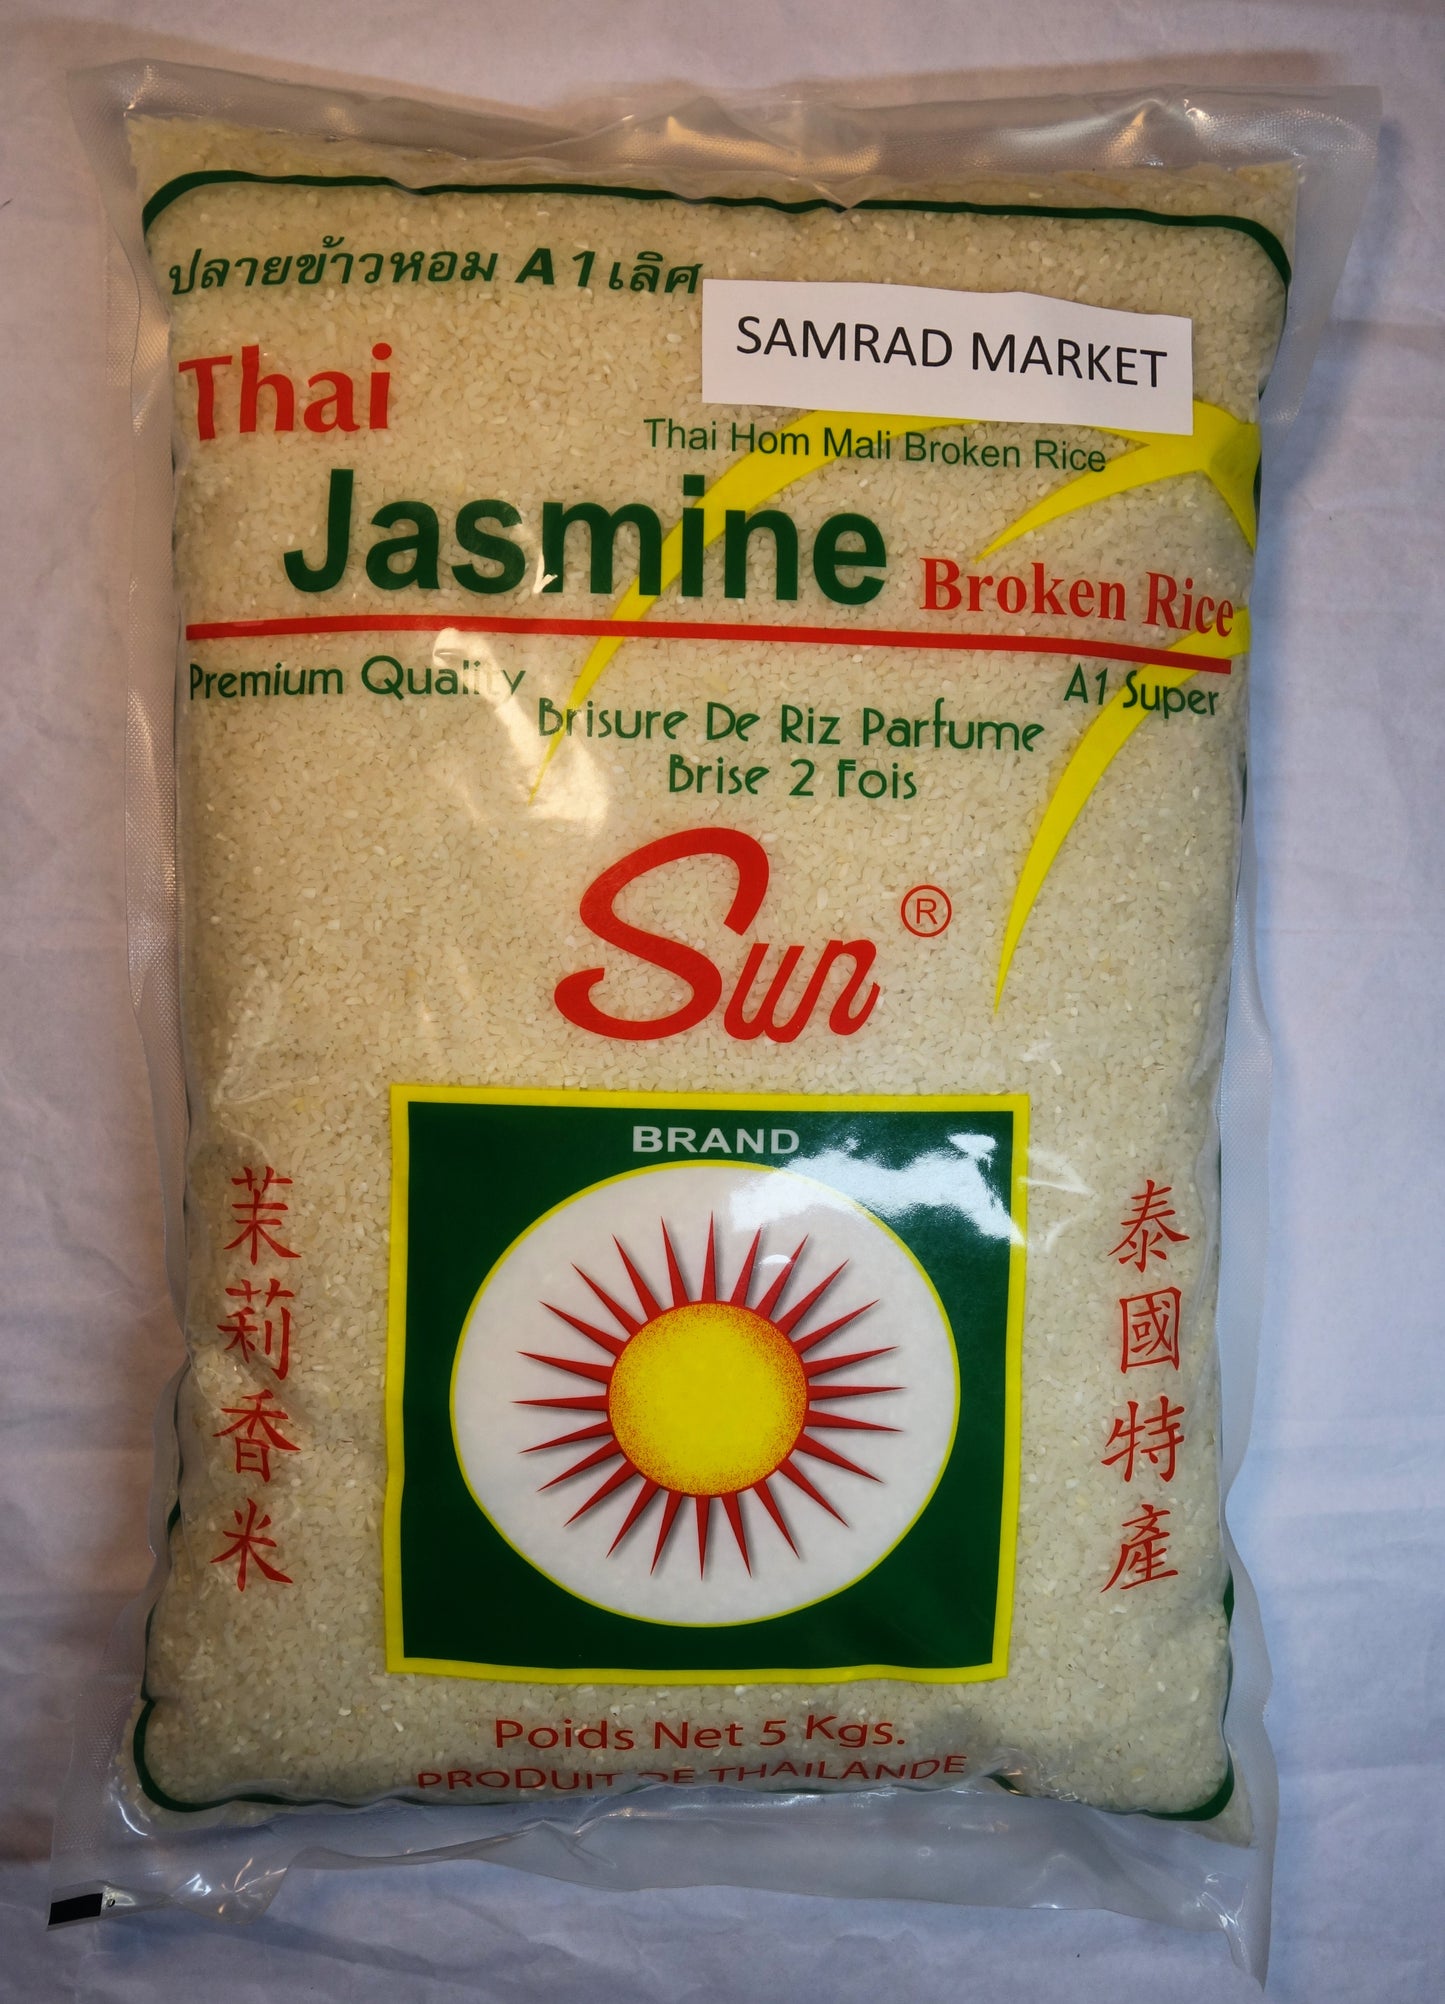 ปลายข้าวหอม A1 เลิศ
SAMRAD MARKET
Thai
Thai Hom Mali Broken Rice
Jasmine Broken Rice
Premium Quality
A1 Super
Brisure De Riz Parfume
Brise 2 Fois
Sun ®
BRAND
茉莉香米
泰國特產
Poids Net 5 Kgs.
PRODUIT DE THAILANDE